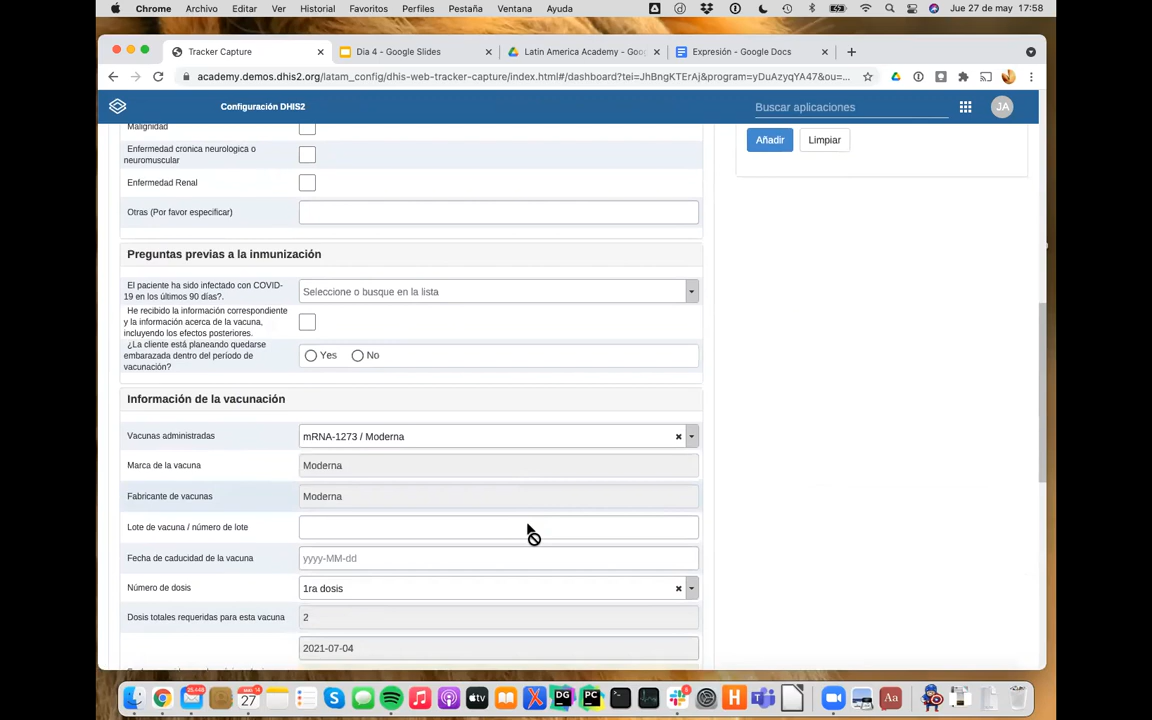 Chrome Archivo Editar Ver Historial Favoritos Perfiles Pestaña Ventana Ayuda Jue 27 de may 17:58
Tracker Capture Dia 4 - Google Slides Latin America Academy - Goo Expresión - Google Docs
academy.demos.dhis2.org/latam_config/dhis-web-tracker-capture/index.html#/dashboard?tei=JhBngKTErAj&program=yDuAzyqYA47&ou=...
Configuración DHIS2 Buscar aplicaciones JA
Malignidad
Añadir Limpiar
Enfermedad cronica neurologica o
neuromuscular
Enfermedad Renal
Otras (Por favor especificar)
Preguntas previas a la inmunización
El paciente ha sido infectado con COVID-
19 en los últimos 90 días?.
Seleccione o busque en la lista
He recibido la información correspondiente
y la información acerca de la vacuna,
incluyendo los efectos posteriores.
¿La cliente está planeando quedarse
embarazada dentro del período de
vacunación?
Yes No
Información de la vacunación
Vacunas administradas mRNA-1273 / Moderna
Marca de la vacuna Moderna
Fabricante de vacunas Moderna
Lote de vacuna / número de lote
Fecha de caducidad de la vacuna yyyy-MM-dd
Número de dosis 1ra dosis
Dosis totales requeridas para esta vacuna 2
2021-07-04